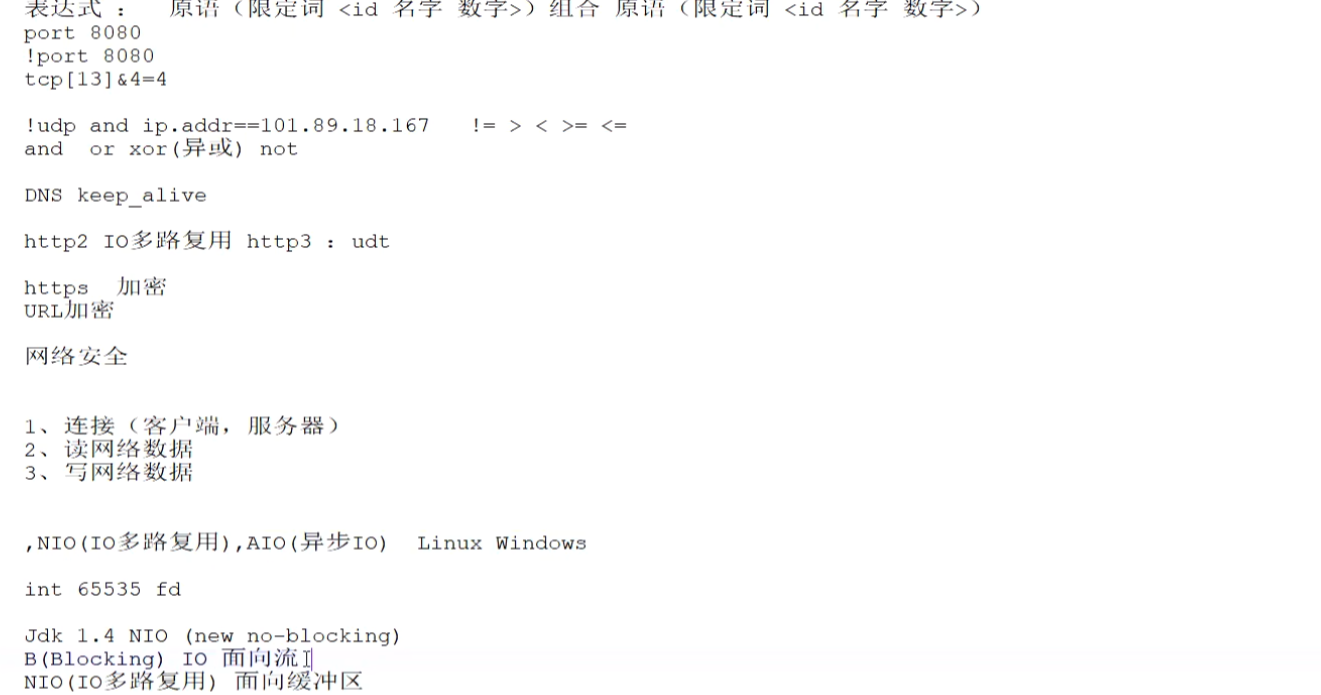 表达式 :   原语（限定词 <id 名字 数字>）组合 原语（限定词 <id 名字 数字>）
port 8080
!port 8080
tcp[13]&4=4
!udp and ip.addr==101.89.18.167   != > < >= <=
and  or xor(异或) not
DNS keep_alive
http2 IO多路复用 http3 : udt
https  加密
URL加密
网络安全
1、连接（客户端，服务器）
2、读网络数据
3、写网络数据
,NIO(IO多路复用),AIO(异步IO)  Linux Windows
int 65535 fd
Jdk 1.4 NIO (new no-blocking)
B(Blocking) IO 面向流
NIO(IO多路复用) 面向缓冲区